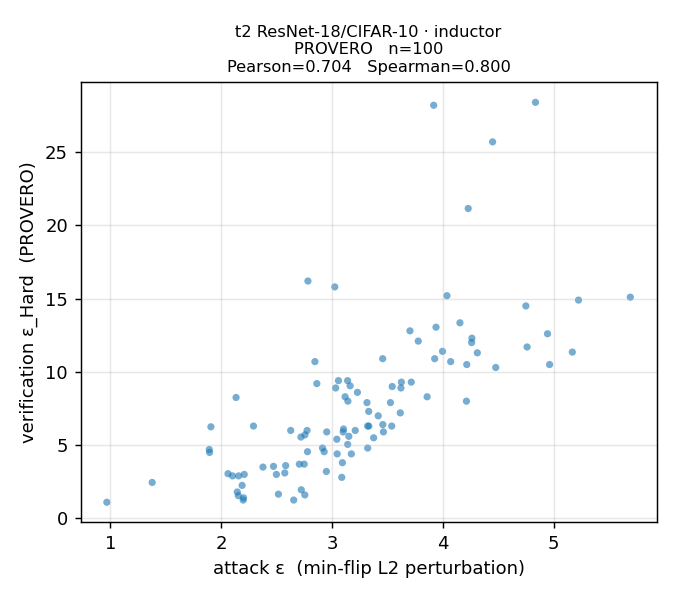 t2 ResNet-18/CIFAR-10 · inductor
PROVERO   n=100
Pearson=0.704   Spearman=0.800
verification ε_Hard  (PROVERO)
25
20
15
10
5
0
1
2
3
4
5
attack ε  (min-flip L2 perturbation)